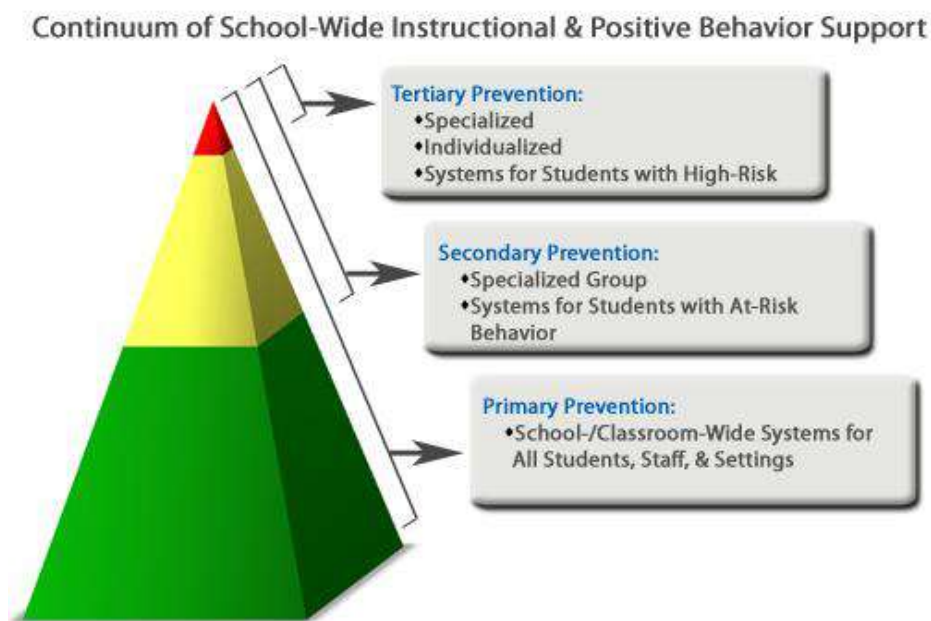 Continuum of School-Wide Instructional & Positive Behavior Support
Tertiary Prevention:
♦Specialized
♦Individualized
♦Systems for Students with High-Risk
Secondary Prevention:
♦Specialized Group
♦Systems for Students with At-Risk
Behavior
Primary Prevention:
♦School-/Classroom-Wide Systems for
All Students, Staff, & Settings